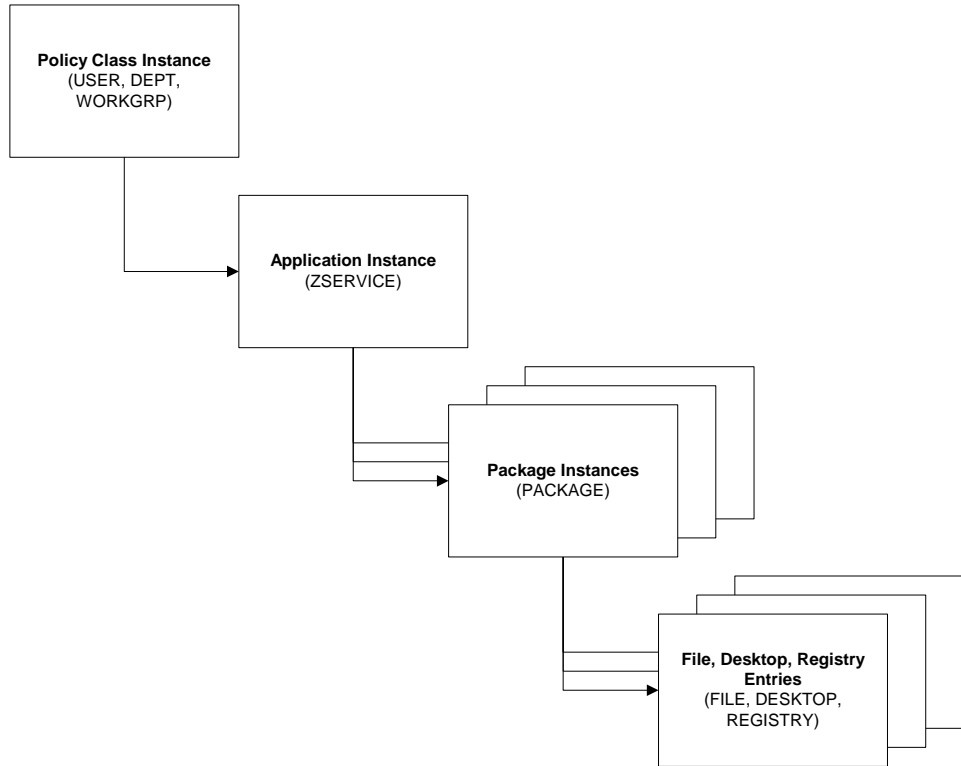 Policy Class Instance
(USER, DEPT,
WORKGRP)
Application Instance
(ZSERVICE)
Package Instances
(PACKAGE)
File, Desktop, Registry
Entries
(FILE, DESKTOP,
REGISTRY)